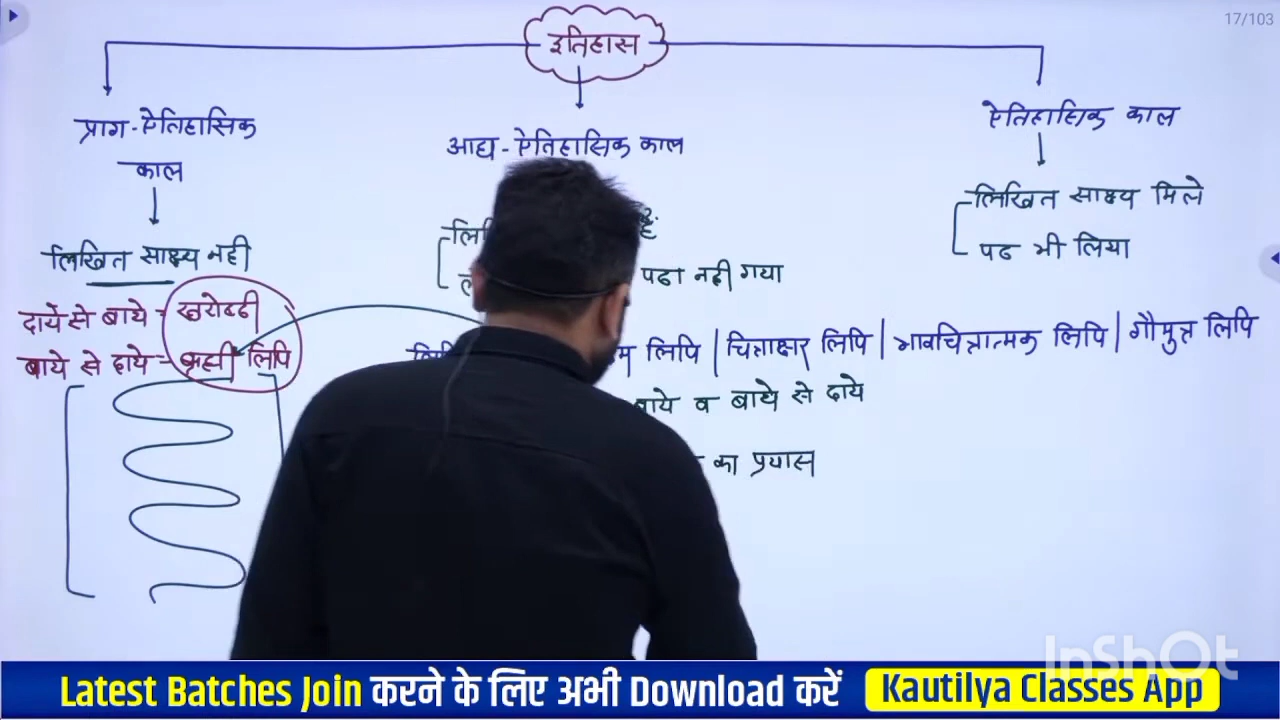 17/103
इतिहास
प्राग-ऐतिहासिक
काल
लिखित साक्ष्य नही
दायें से बाये - खरोष्ठी
बाये से दाये - ब्राह्मी लिपि
आद्य-ऐतिहासिक काल
पढा नही गया
लिपि | चित्राक्षर लिपि | भावचित्रात्मक लिपि | गौमुत्र लिपि
बाये व बाये से दाये
का प्रयास
ऐतिहासिक काल
लिखित साक्ष्य मिले
पढ भी लिया
InShOt
Latest Batches Join करने के लिए अभी Download करें Kautilya Classes App